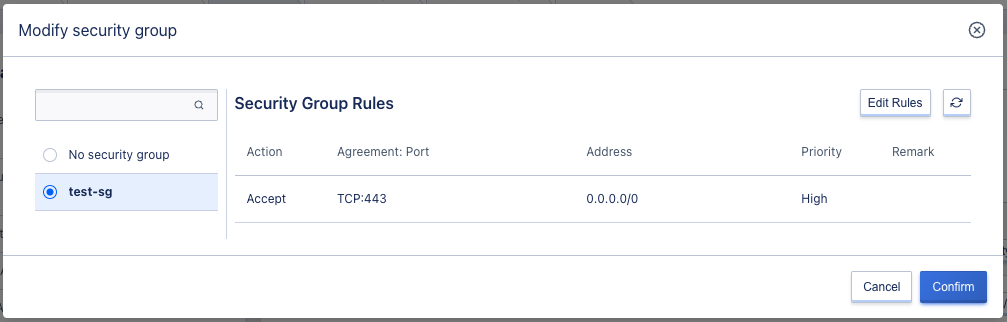 Modify security group
Security Group Rules
Edit Rules
No security group
test-sg
Action Agreement: Port Address Priority Remark
Accept TCP:443 0.0.0.0/0 High
Cancel Confirm